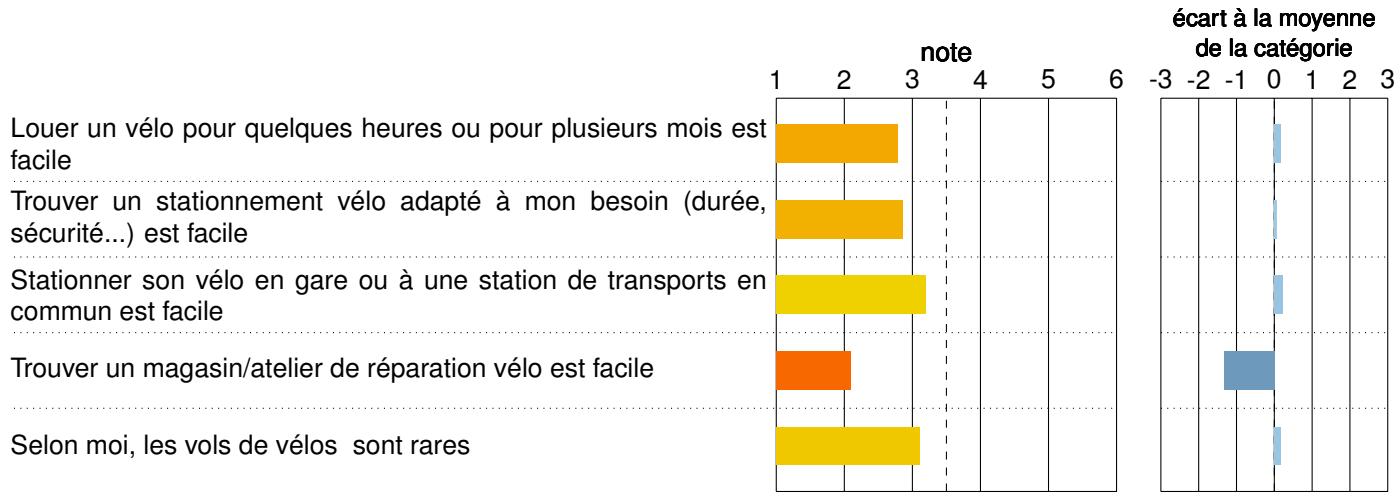 écart à la moyenne
note de la catégorie
1 2 3 4 5 6 -3 -2 -1 0 1 2 3
Louer un vélo pour quelques heures ou pour plusieurs mois est
facile
Trouver un stationnement vélo adapté à mon besoin (durée,
sécurité...) est facile
Stationner son vélo en gare ou à une station de transports en
commun est facile
Trouver un magasin/atelier de réparation vélo est facile
Selon moi, les vols de vélos sont rares